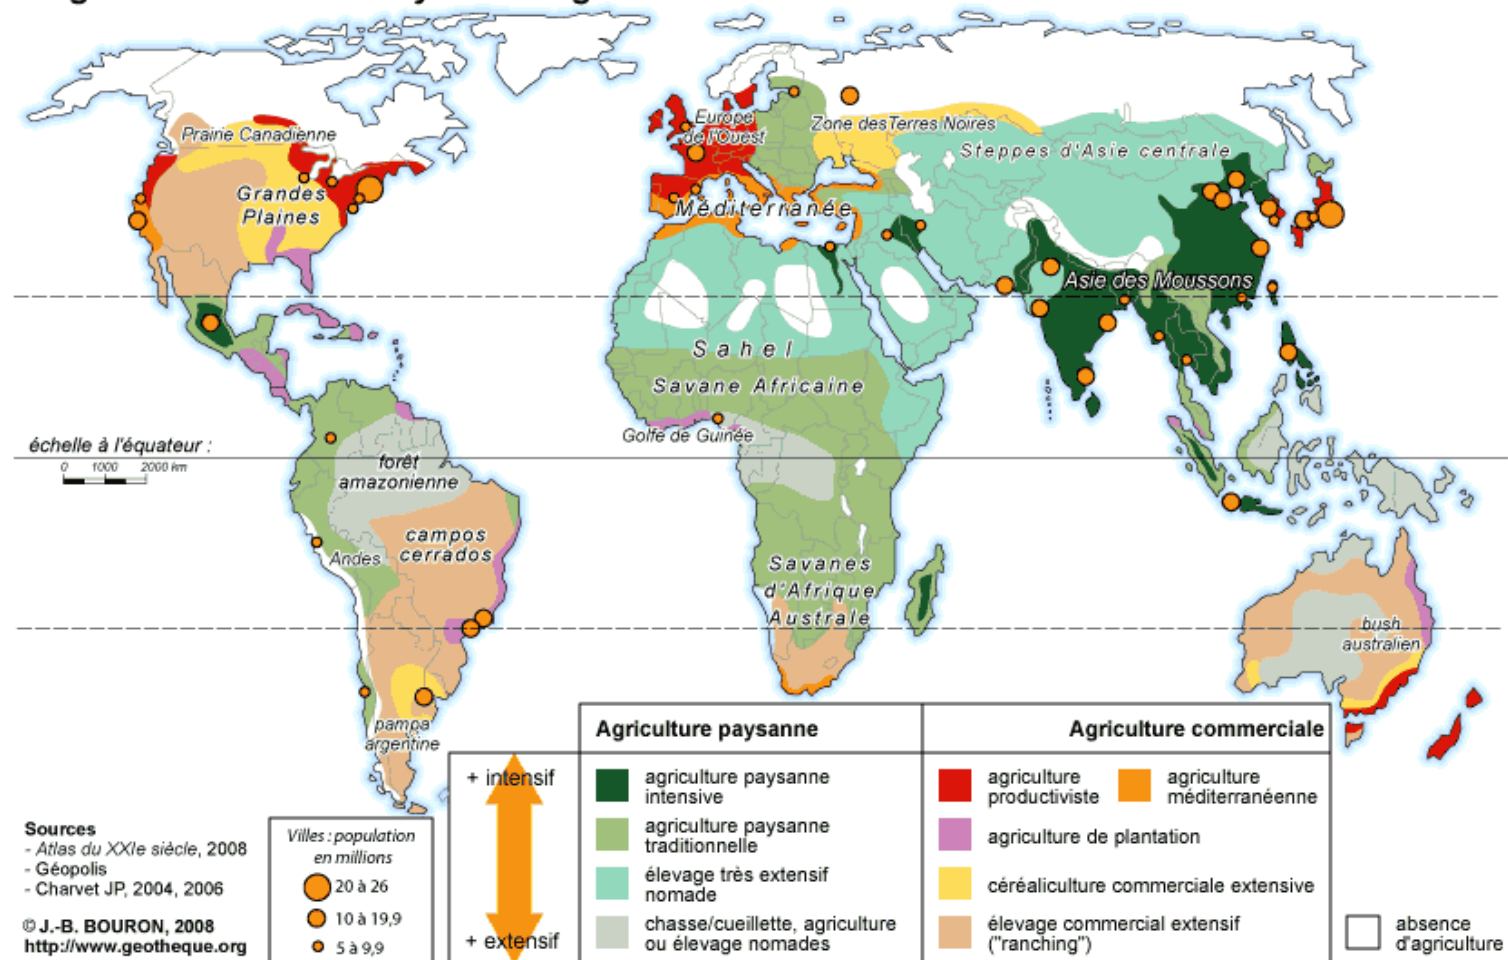 Prairie Canadienne
Grandes
Plaines
Europe
de l'Ouest
Zone des Terres Noires
Steppes d'Asie centrale
Méditerranée
Asie des Moussons
Sahel
Savane Africaine
Golfe de Guinée
échelle à l'équateur :
0 1000 2000 km
forêt
amazonienne
campos
cerrados
Andes
Savanes
d'Afrique
Australe
bush
australien
pampa
argentine
Agriculture paysanne
Agriculture commerciale
+ intensif
+ extensif
agriculture paysanne
intensive
agriculture paysanne
traditionnelle
élevage très extensif
nomade
chasse/cueillette, agriculture
ou élevage nomades
agriculture
productiviste
agriculture
méditerranéenne
agriculture de plantation
céréaliculture commerciale extensive
élevage commercial extensif
("ranching")
absence
d'agriculture
Sources
- Atlas du XXIe siècle, 2008
- Géopolis
- Charvet JP, 2004, 2006
© J.-B. BOURON, 2008
http://www.geotheque.org
Villes : population
en millions
20 à 26
10 à 19,9
5 à 9,9